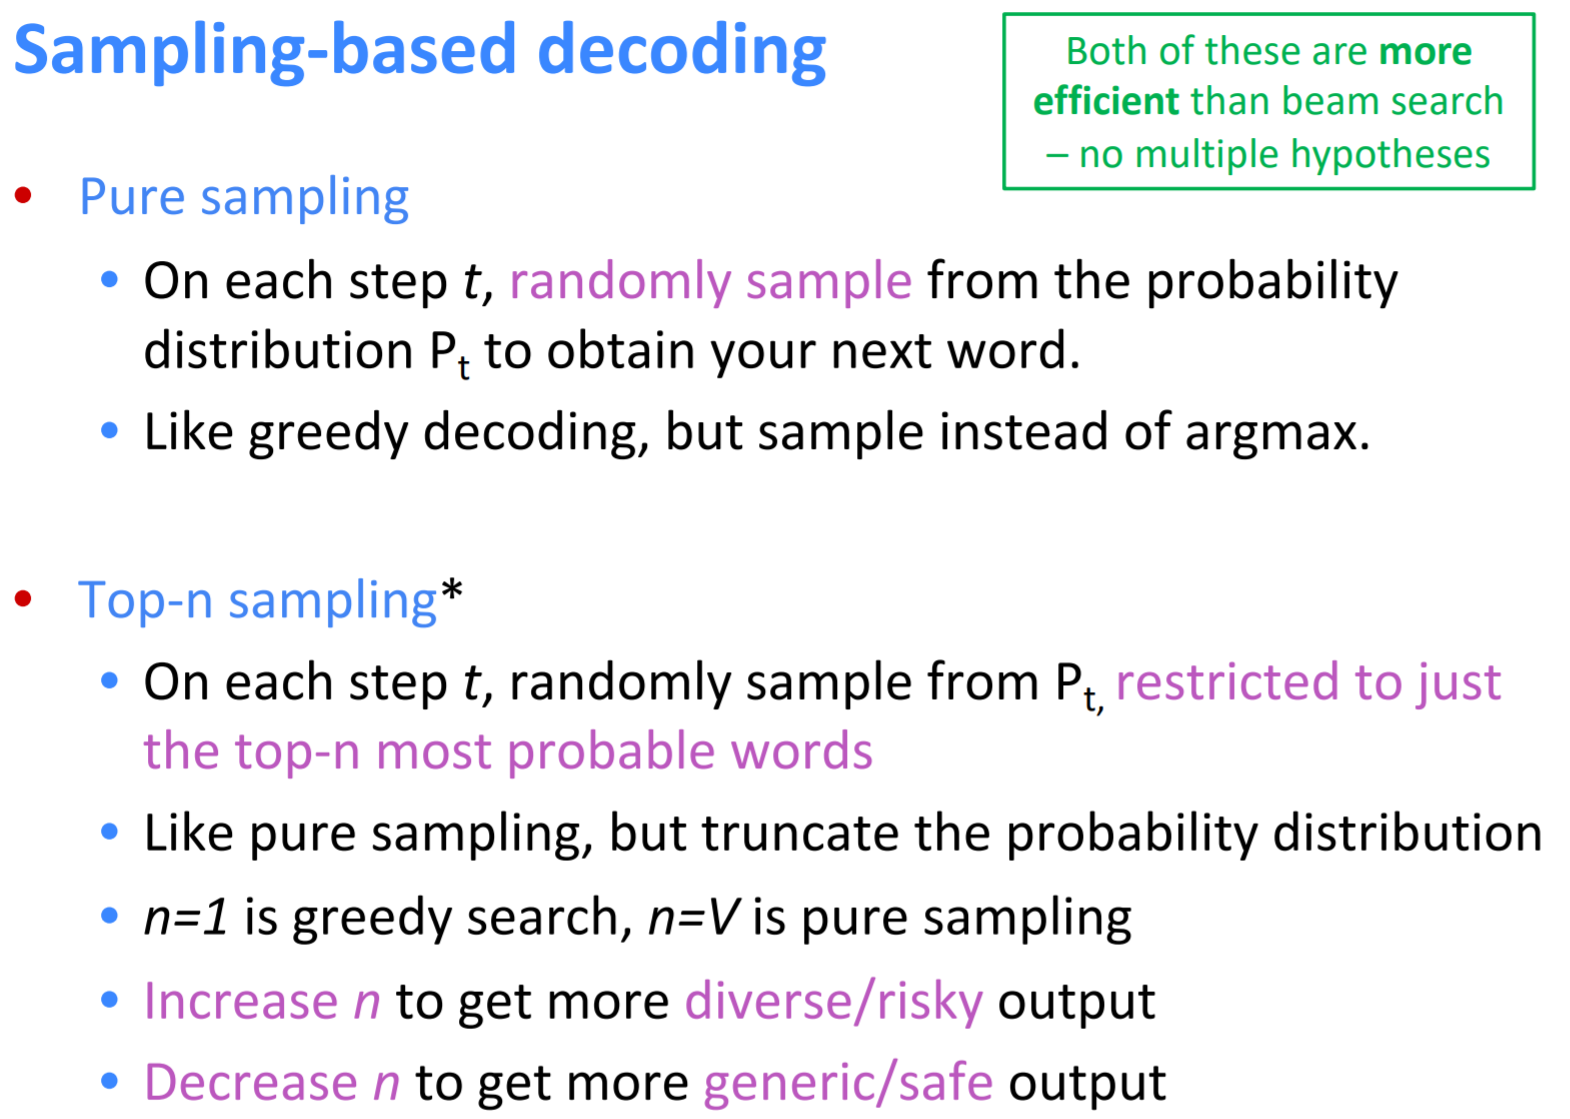 Sampling-based decoding
Both of these are more
efficient than beam search
– no multiple hypotheses
• Pure sampling
• On each step t, randomly sample from the probability
distribution Pt to obtain your next word.
• Like greedy decoding, but sample instead of argmax.
• Top-n sampling*
• On each step t, randomly sample from Pt, restricted to just
the top-n most probable words
• Like pure sampling, but truncate the probability distribution
• n=1 is greedy search, n=V is pure sampling
• Increase n to get more diverse/risky output
• Decrease n to get more generic/safe output